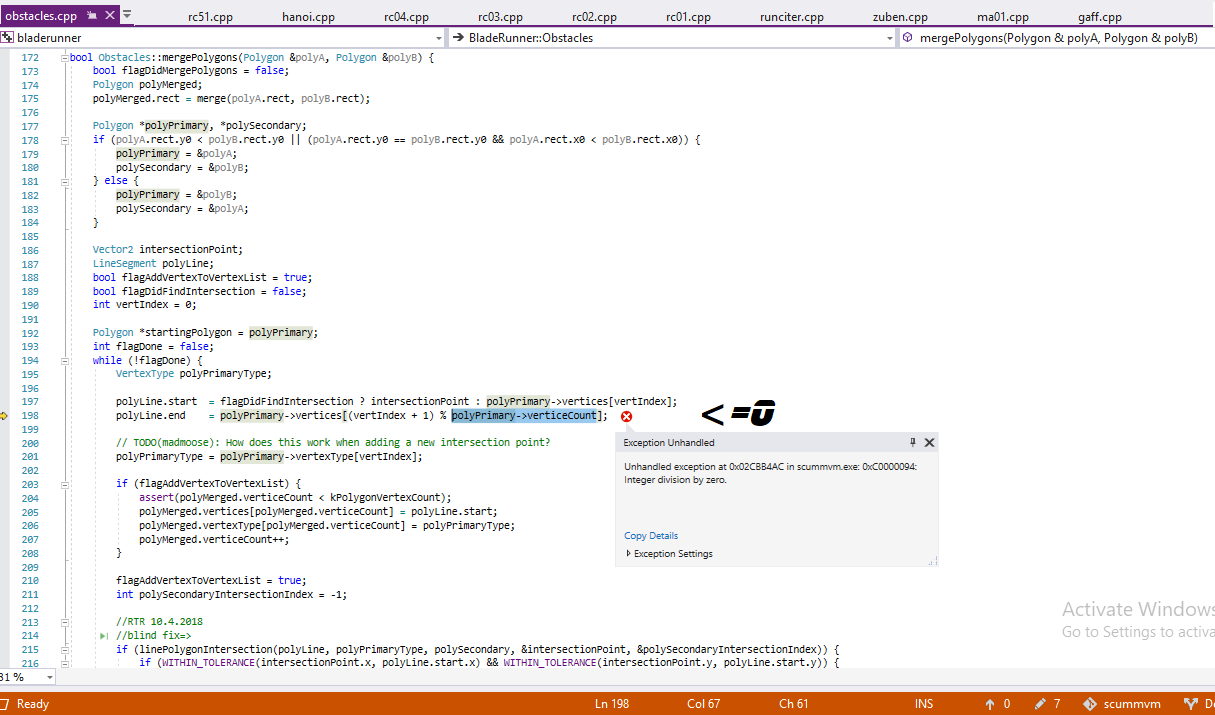 obstacles.cpp rc51.cpp hanoi.cpp rc04.cpp rc03.cpp rc02.cpp rc01.cpp runciter.cpp zuben.cpp ma01.cpp gaff.cpp
bladerunner BladeRunner::Obstacles mergePolygons(Polygon & polyA, Polygon & polyB)
172 bool Obstacles::mergePolygons(Polygon &polyA, Polygon &polyB) {
173 bool flagDidMergePolygons = false;
174 Polygon polyMerged;
175 polyMerged.rect = merge(polyA.rect, polyB.rect);
176
177 Polygon *polyPrimary, *polySecondary;
178 if (polyA.rect.y0 < polyB.rect.y0 || (polyA.rect.y0 == polyB.rect.y0 && polyA.rect.x0 < polyB.rect.x0)) {
179 polyPrimary = &polyA;
180 polySecondary = &polyB;
181 } else {
182 polyPrimary = &polyB;
183 polySecondary = &polyA;
184 }
185
186 Vector2 intersectionPoint;
187 LineSegment polyLine;
188 bool flagAddVertexToVertexList = true;
189 bool flagDidFindIntersection = false;
190 int vertIndex = 0;
191
192 Polygon *startingPolygon = polyPrimary;
193 int flagDone = false;
194 while (!flagDone) {
195 VertexType polyPrimaryType;
196
197 polyLine.start = flagDidFindIntersection ? intersectionPoint : polyPrimary->vertices[vertIndex];
198 polyLine.end = polyPrimary->vertices[(vertIndex + 1) % polyPrimary->verticeCount]; <=0
199
200 // TODO(madmoose): How does this work when adding a new intersection point?
201 polyPrimaryType = polyPrimary->vertexType[vertIndex];
202
203 if (flagAddVertexToVertexList) {
204 assert(polyMerged.verticeCount < kPolygonVertexCount);
205 polyMerged.vertices[polyMerged.verticeCount] = polyLine.start;
206 polyMerged.vertexType[polyMerged.verticeCount] = polyPrimaryType;
207 polyMerged.verticeCount++;
208 }
209
210 flagAddVertexToVertexList = true;
211 int polySecondaryIntersectionIndex = -1;
212
213 //RTR 10.4.2018
214 //blind fix=>
215 if (linePolygonIntersection(polyLine, polyPrimaryType, polySecondary, &intersectionPoint, &polySecondaryIntersectionIndex)) {
216 if (WITHIN_TOLERANCE(intersectionPoint.x, polyLine.start.x) && WITHIN_TOLERANCE(intersectionPoint.y, polyLine.start.y)) {
Exception Unhandled
Unhandled exception at 0x02CBB4AC in scummvm.exe: 0xC0000094:
Integer division by zero.
Copy Details
Exception Settings
Activate Windows
Go to Settings to activa
81 %
Ready Ln 198 Col 67 Ch 61 INS 0 7 scummvm